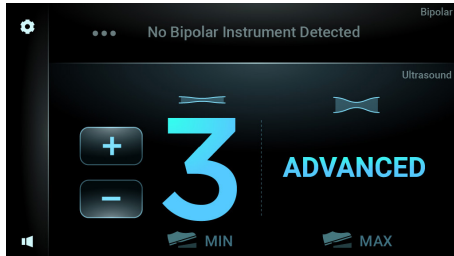 Bipolar
••• No Bipolar Instrument Detected
Ultrasound
+
3
ADVANCED
−
MIN
MAX